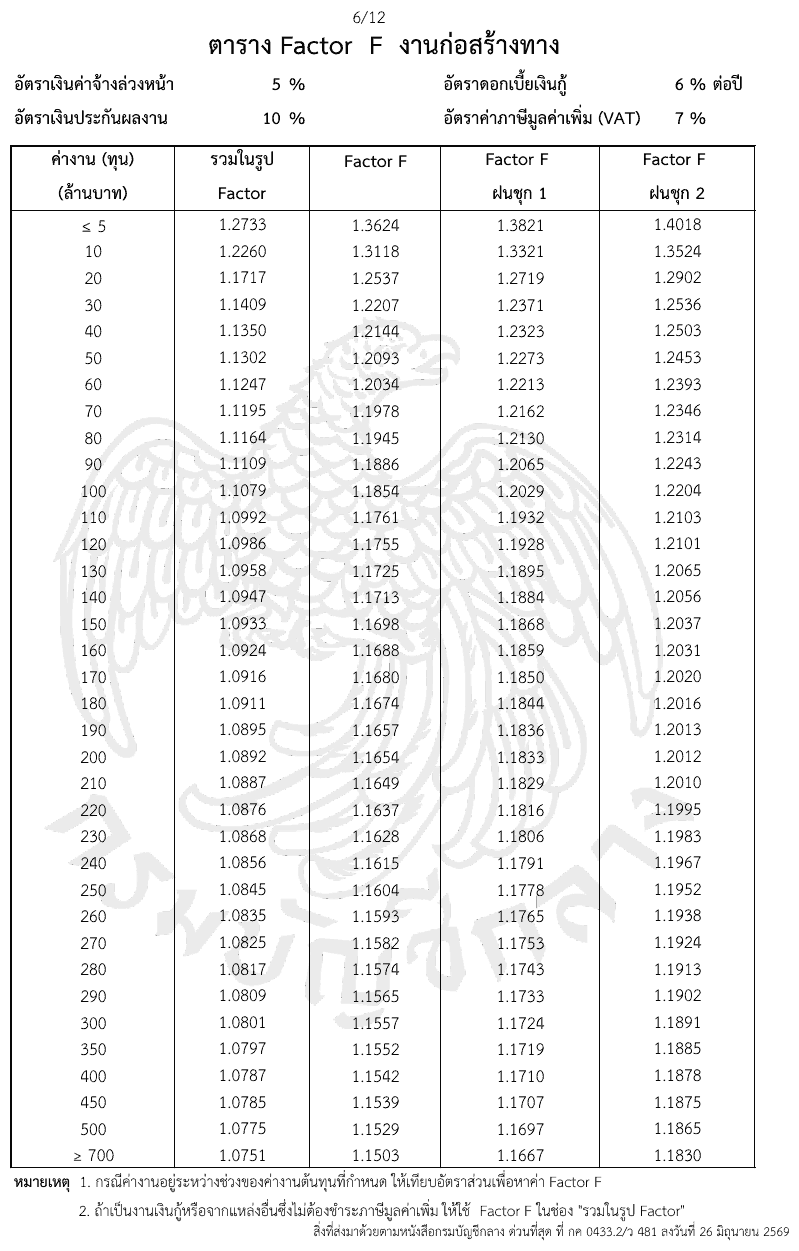 6/12
ตาราง Factor F งานก่อสร้างทาง
อัตราเงินค่าจ้างล่วงหน้า 5 % อัตราดอกเบี้ยเงินกู้ 6 % ต่อปี
อัตราเงินประกันผลงาน 10 % อัตราค่าภาษีมูลค่าเพิ่ม (VAT) 7 %
ค่างาน (ทุน) รวมในรูป Factor F Factor F Factor F
(ล้านบาท) Factor ฝนชุก 1 ฝนชุก 2
≤ 5 1.2733 1.3624 1.3821 1.4018
10 1.2260 1.3118 1.3321 1.3524
20 1.1717 1.2537 1.2719 1.2902
30 1.1409 1.2207 1.2371 1.2536
40 1.1350 1.2144 1.2323 1.2503
50 1.1302 1.2093 1.2273 1.2453
60 1.1247 1.2034 1.2213 1.2393
70 1.1195 1.1978 1.2162 1.2346
80 1.1164 1.1945 1.2130 1.2314
90 1.1109 1.1886 1.2065 1.2243
100 1.1079 1.1854 1.2029 1.2204
110 1.0992 1.1761 1.1932 1.2103
120 1.0986 1.1755 1.1928 1.2101
130 1.0958 1.1725 1.1895 1.2065
140 1.0947 1.1713 1.1884 1.2056
150 1.0933 1.1698 1.1868 1.2037
160 1.0924 1.1688 1.1859 1.2031
170 1.0916 1.1680 1.1850 1.2020
180 1.0911 1.1674 1.1844 1.2016
190 1.0895 1.1657 1.1836 1.2013
200 1.0892 1.1654 1.1833 1.2012
210 1.0887 1.1649 1.1829 1.2010
220 1.0876 1.1637 1.1816 1.1995
230 1.0868 1.1628 1.1806 1.1983
240 1.0856 1.1615 1.1791 1.1967
250 1.0845 1.1604 1.1778 1.1952
260 1.0835 1.1593 1.1765 1.1938
270 1.0825 1.1582 1.1753 1.1924
280 1.0817 1.1574 1.1743 1.1913
290 1.0809 1.1565 1.1733 1.1902
300 1.0801 1.1557 1.1724 1.1891
350 1.0797 1.1552 1.1719 1.1885
400 1.0787 1.1542 1.1710 1.1878
450 1.0785 1.1539 1.1707 1.1875
500 1.0775 1.1529 1.1697 1.1865
≥ 700 1.0751 1.1503 1.1667 1.1830
กรมบัญชีกลาง
หมายเหตุ 1. กรณีค่างานอยู่ระหว่างช่วงของค่างานต้นทุนที่กำหนด ให้เทียบอัตราส่วนเพื่อหาค่า Factor F
2. ถ้าเป็นงานเงินกู้หรือจากแหล่งอื่นซึ่งไม่ต้องชำระภาษีมูลค่าเพิ่ม ให้ใช้ Factor F ในช่อง "รวมในรูป Factor"
สิ่งที่ส่งมาด้วยตามหนังสือกรมบัญชีกลาง ด่วนที่สุด ที่ กค 0433.2/ว 481 ลงวันที่ 26 มิถุนายน 2569